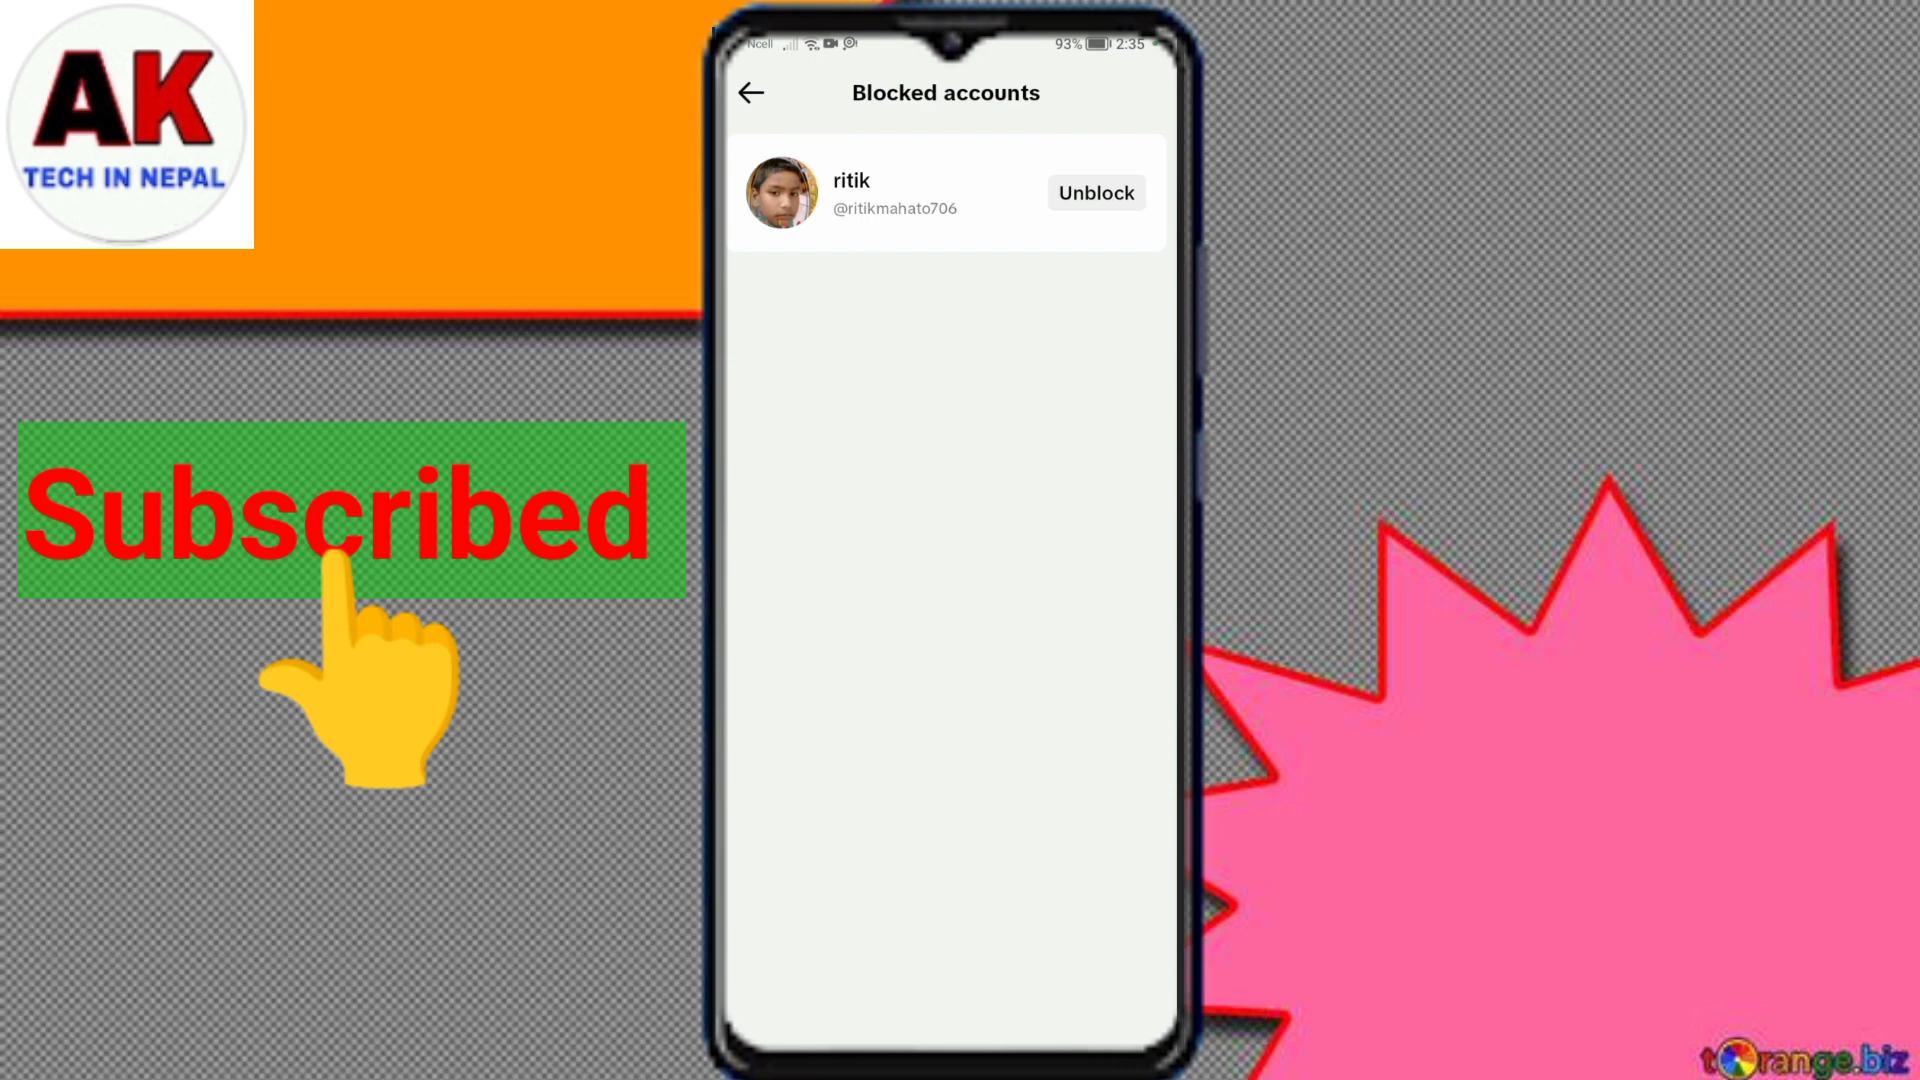 AK
TECH IN NEPAL
Ncell
93%
2:35
Blocked accounts
ritik
@ritikmahato706
Unblock
Subscribed
torange.biz